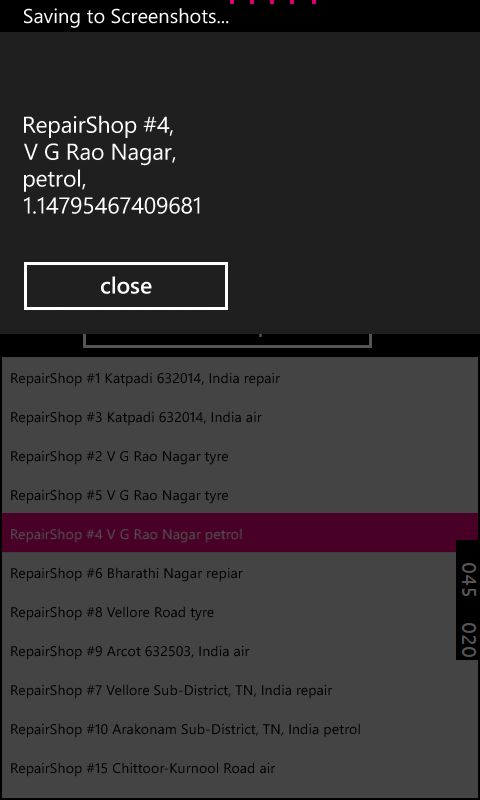 Saving to Screenshots...
RepairShop #4,
V G Rao Nagar,
petrol,
1.14795467409681
close
RepairShop #1 Katpadi 632014, India repair
RepairShop #3 Katpadi 632014, India air
RepairShop #2 V G Rao Nagar tyre
RepairShop #5 V G Rao Nagar tyre
RepairShop #4 V G Rao Nagar petrol
RepairShop #6 Bharathi Nagar repiar
RepairShop #8 Vellore Road tyre
RepairShop #9 Arcot 632503, India air
RepairShop #7 Vellore Sub-District, TN, India repair
RepairShop #10 Arakonam Sub-District, TN, India petrol
RepairShop #15 Chittoor-Kurnool Road air
045 020